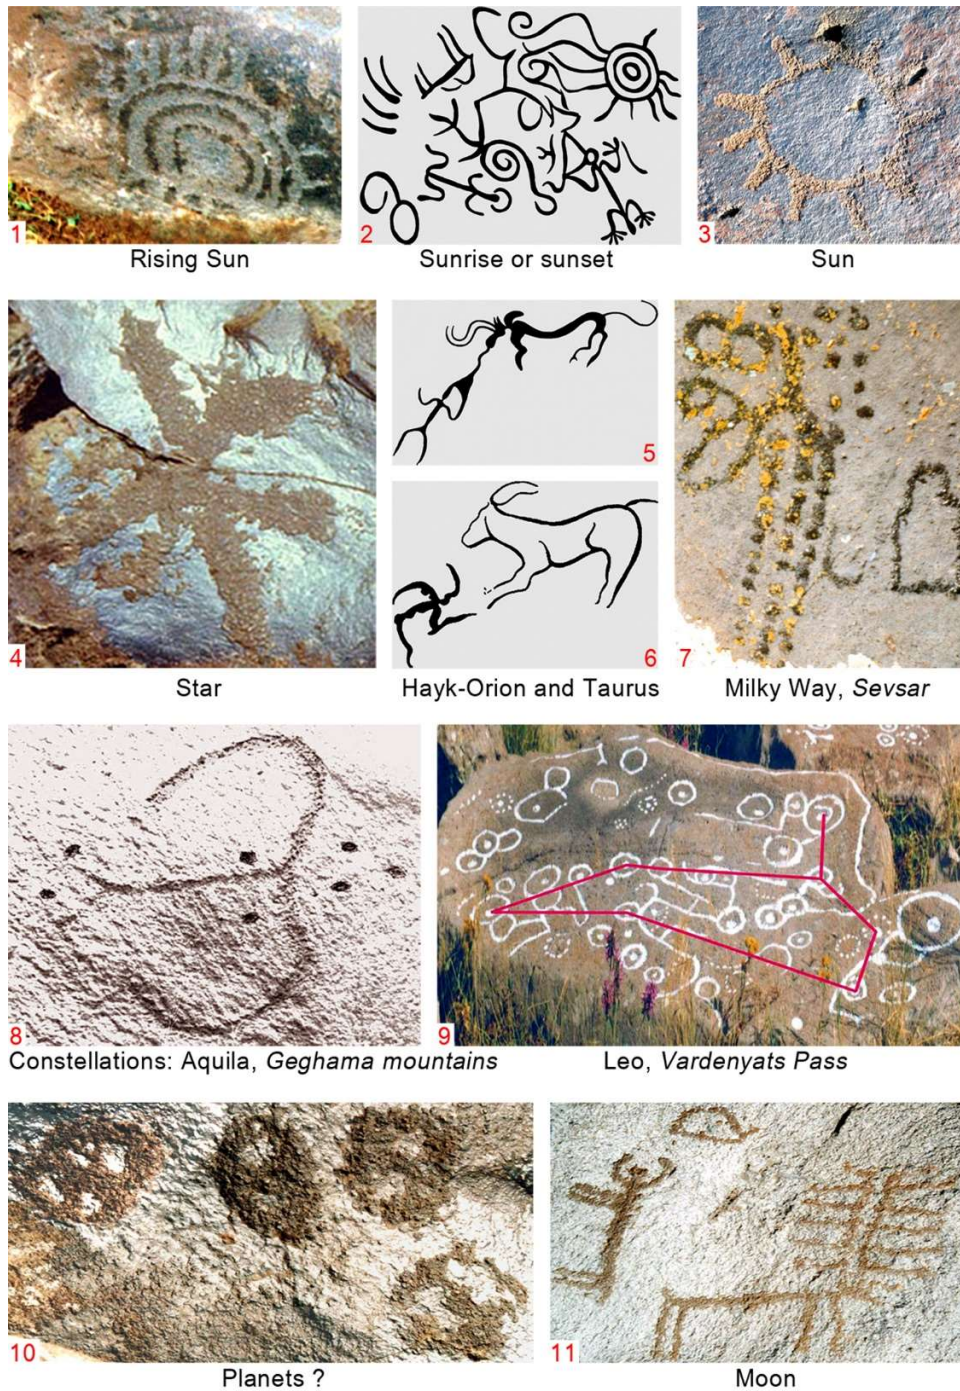 1
2
3
Rising Sun
Sunrise or sunset
Sun
4
5
6
7
Star
Hayk-Orion and Taurus
Milky Way, Sevsar
8
9
Constellations: Aquila, Geghama mountains
Leo, Vardenyats Pass
10
11
Planets ?
Moon